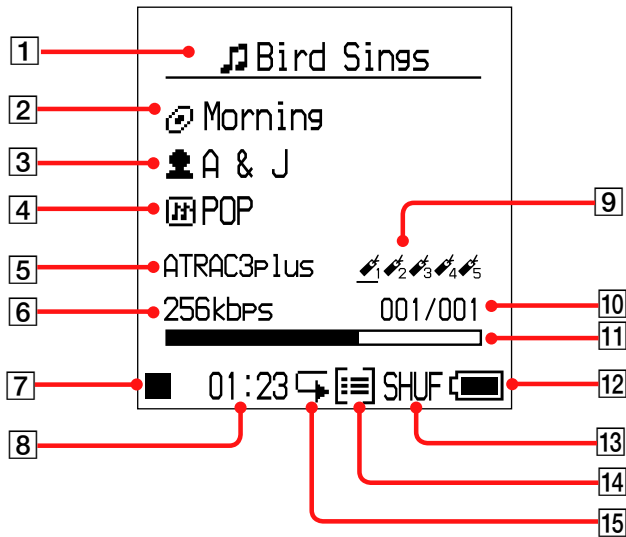 1 Bird Sings
2 Morning
3 A & J
4 POP
9
5 ATRAC3plus 1 2 3 4 5
6 256kbps 001/001 10
11
7 01:23 SHUF 12
8 13
14
15